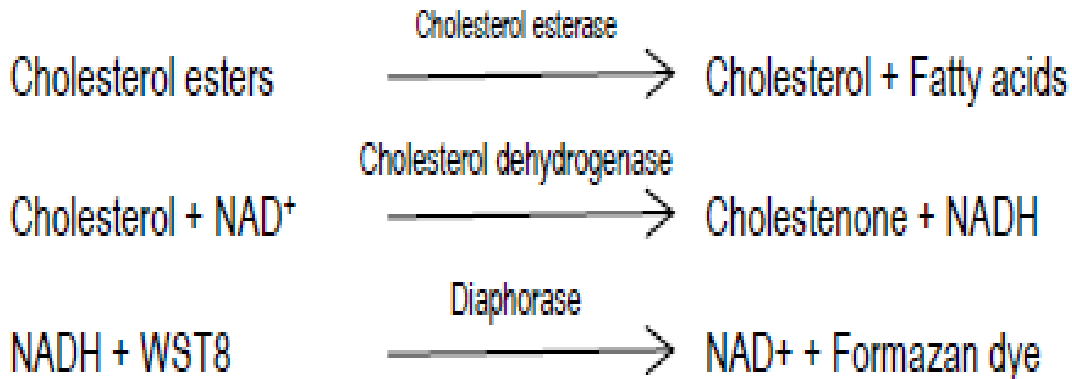 Cholesterol esterase
Cholesterol esters Cholesterol + Fatty acids
Cholesterol dehydrogenase
Cholesterol + NAD⁺ Cholestenone + NADH
Diaphorase
NADH + WST8 NAD+ + Formazan dye